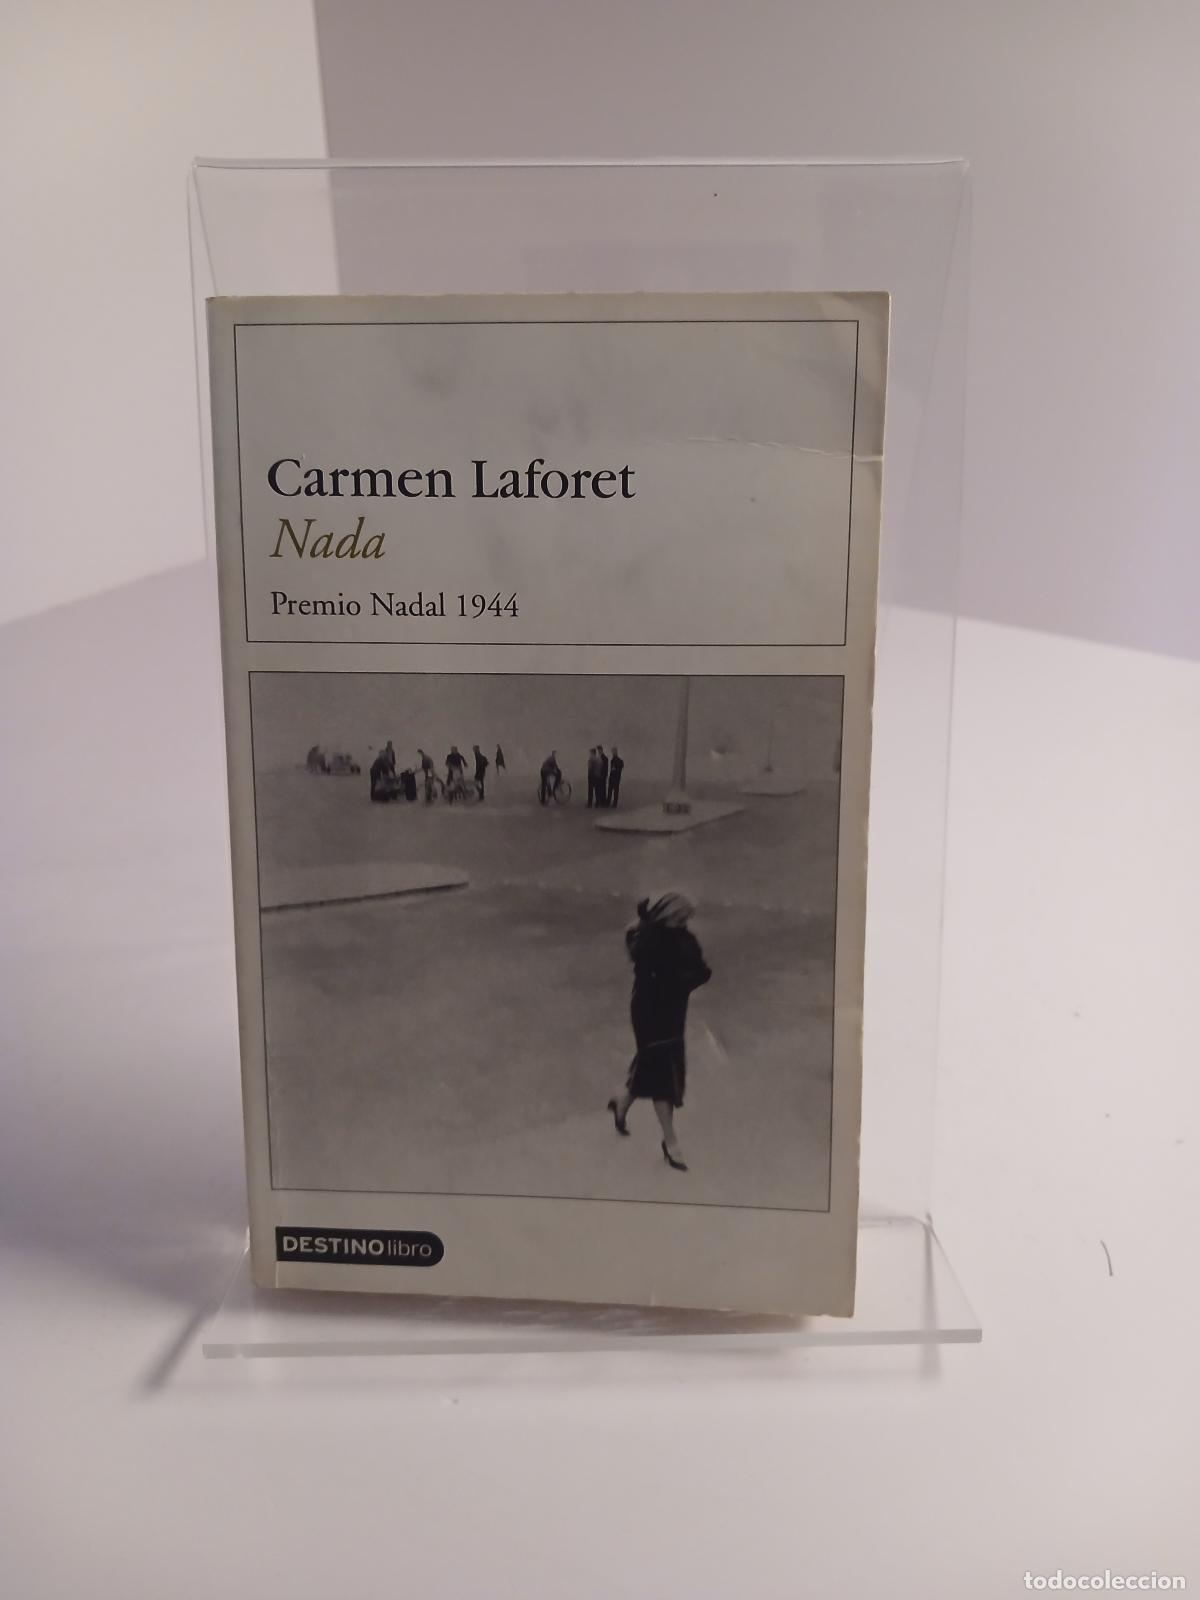 Carmen Laforet
Nada
Premio Nadal 1944
DESTINOlibro
todocoleccion